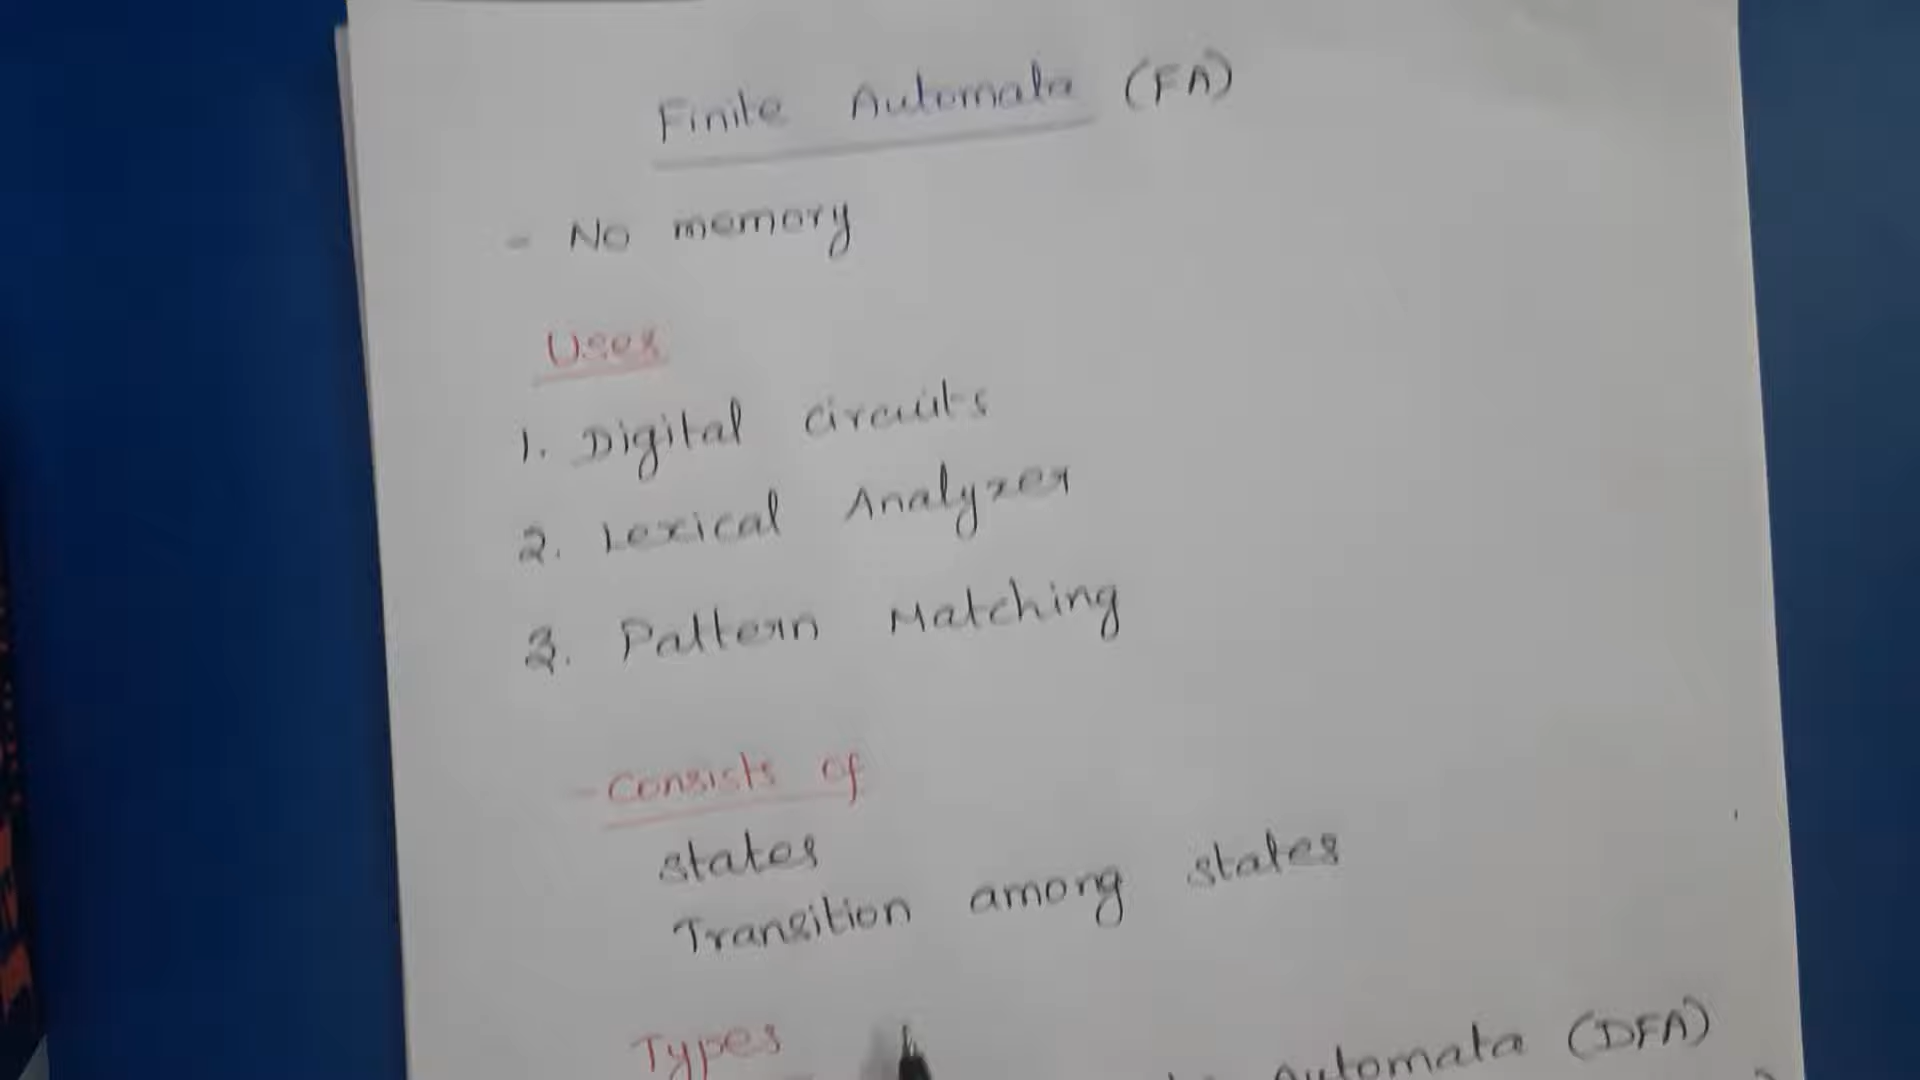 Finite Automata (FA)
- No memory
Uses
1. Digital circuits
2. Lexical Analyzer
3. Pattern Matching
- Consists of
states
Transition among states
Types
Automata (DFA)